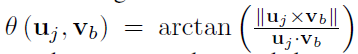 θ (u_j, v_b) = arctan (‖u_j×v_b‖ / u_j·v_b)